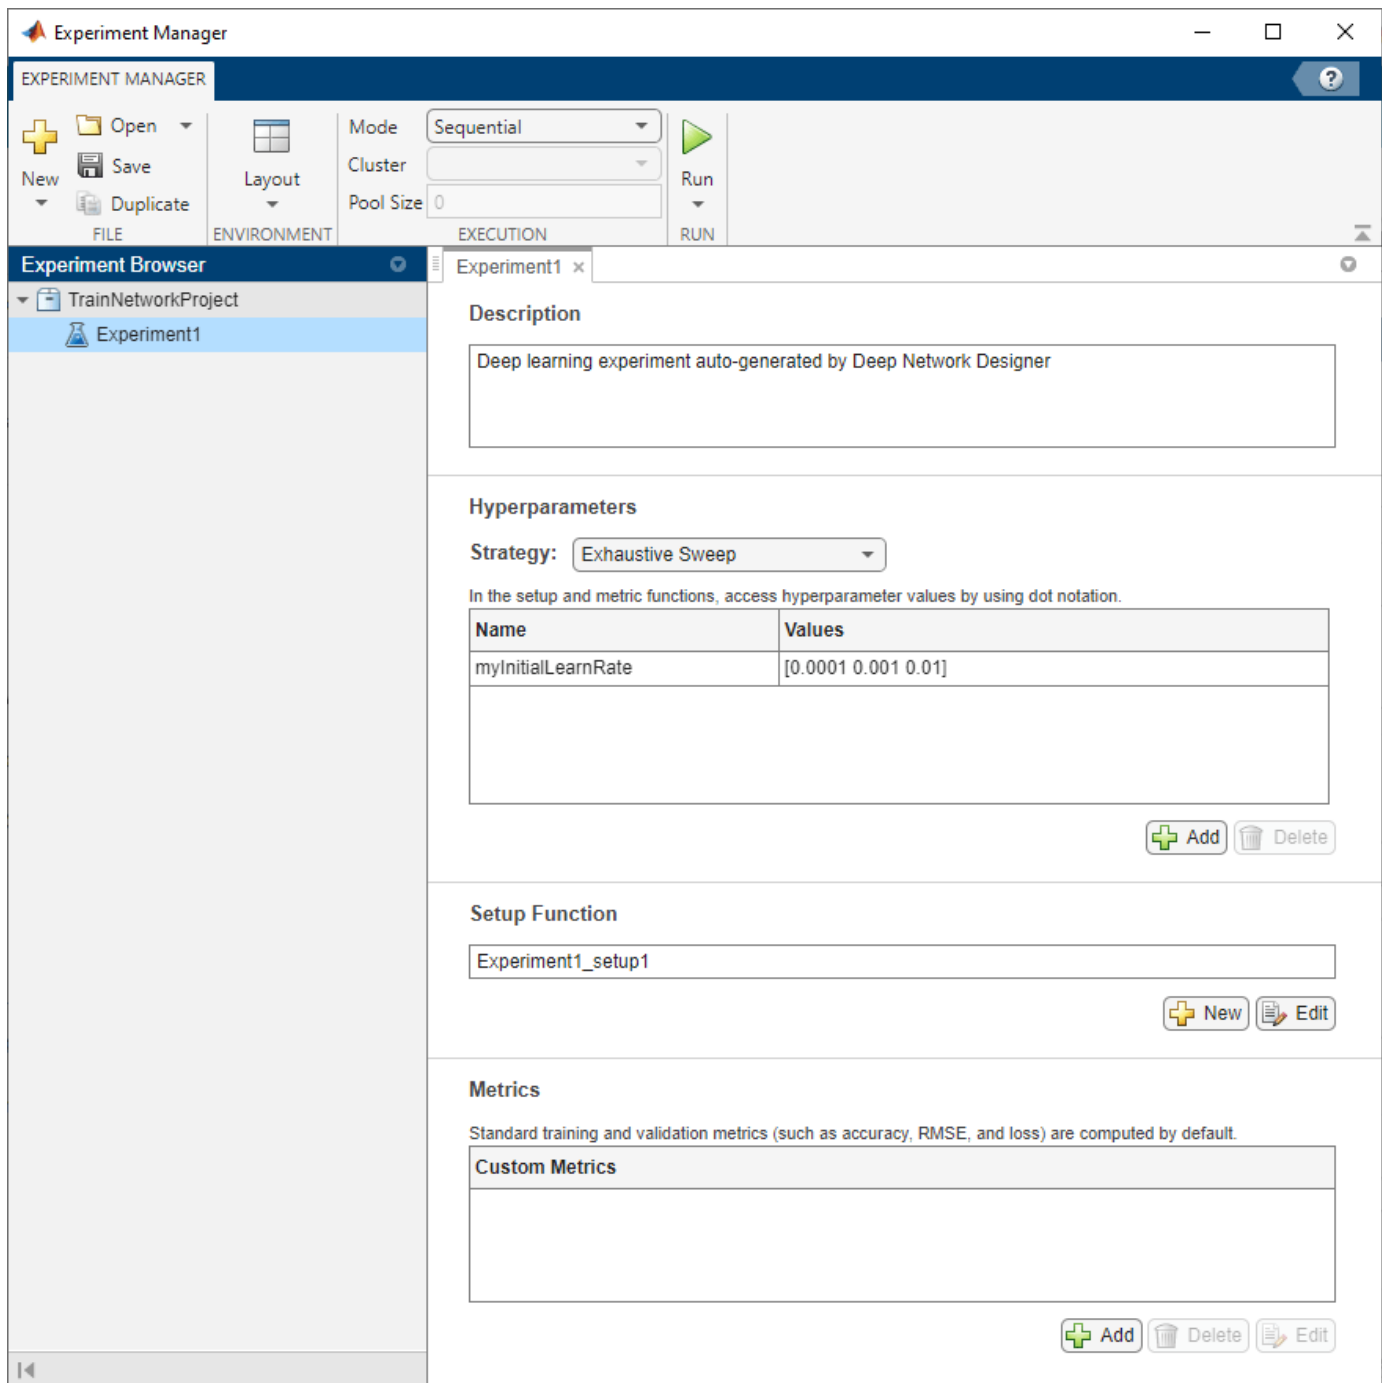 Experiment Manager
EXPERIMENT MANAGER
?
New
Open
Save
Duplicate
FILE
Layout
ENVIRONMENT
Mode Sequential
Cluster
Pool Size 0
EXECUTION
Run
RUN
Experiment Browser
TrainNetworkProject
Experiment1
Experiment1
Description
Deep learning experiment auto-generated by Deep Network Designer
Hyperparameters
Strategy: Exhaustive Sweep
In the setup and metric functions, access hyperparameter values by using dot notation.
Name Values
myInitialLearnRate [0.0001 0.001 0.01]
Add Delete
Setup Function
Experiment1_setup1
New Edit
Metrics
Standard training and validation metrics (such as accuracy, RMSE, and loss) are computed by default.
Custom Metrics
Add Delete Edit